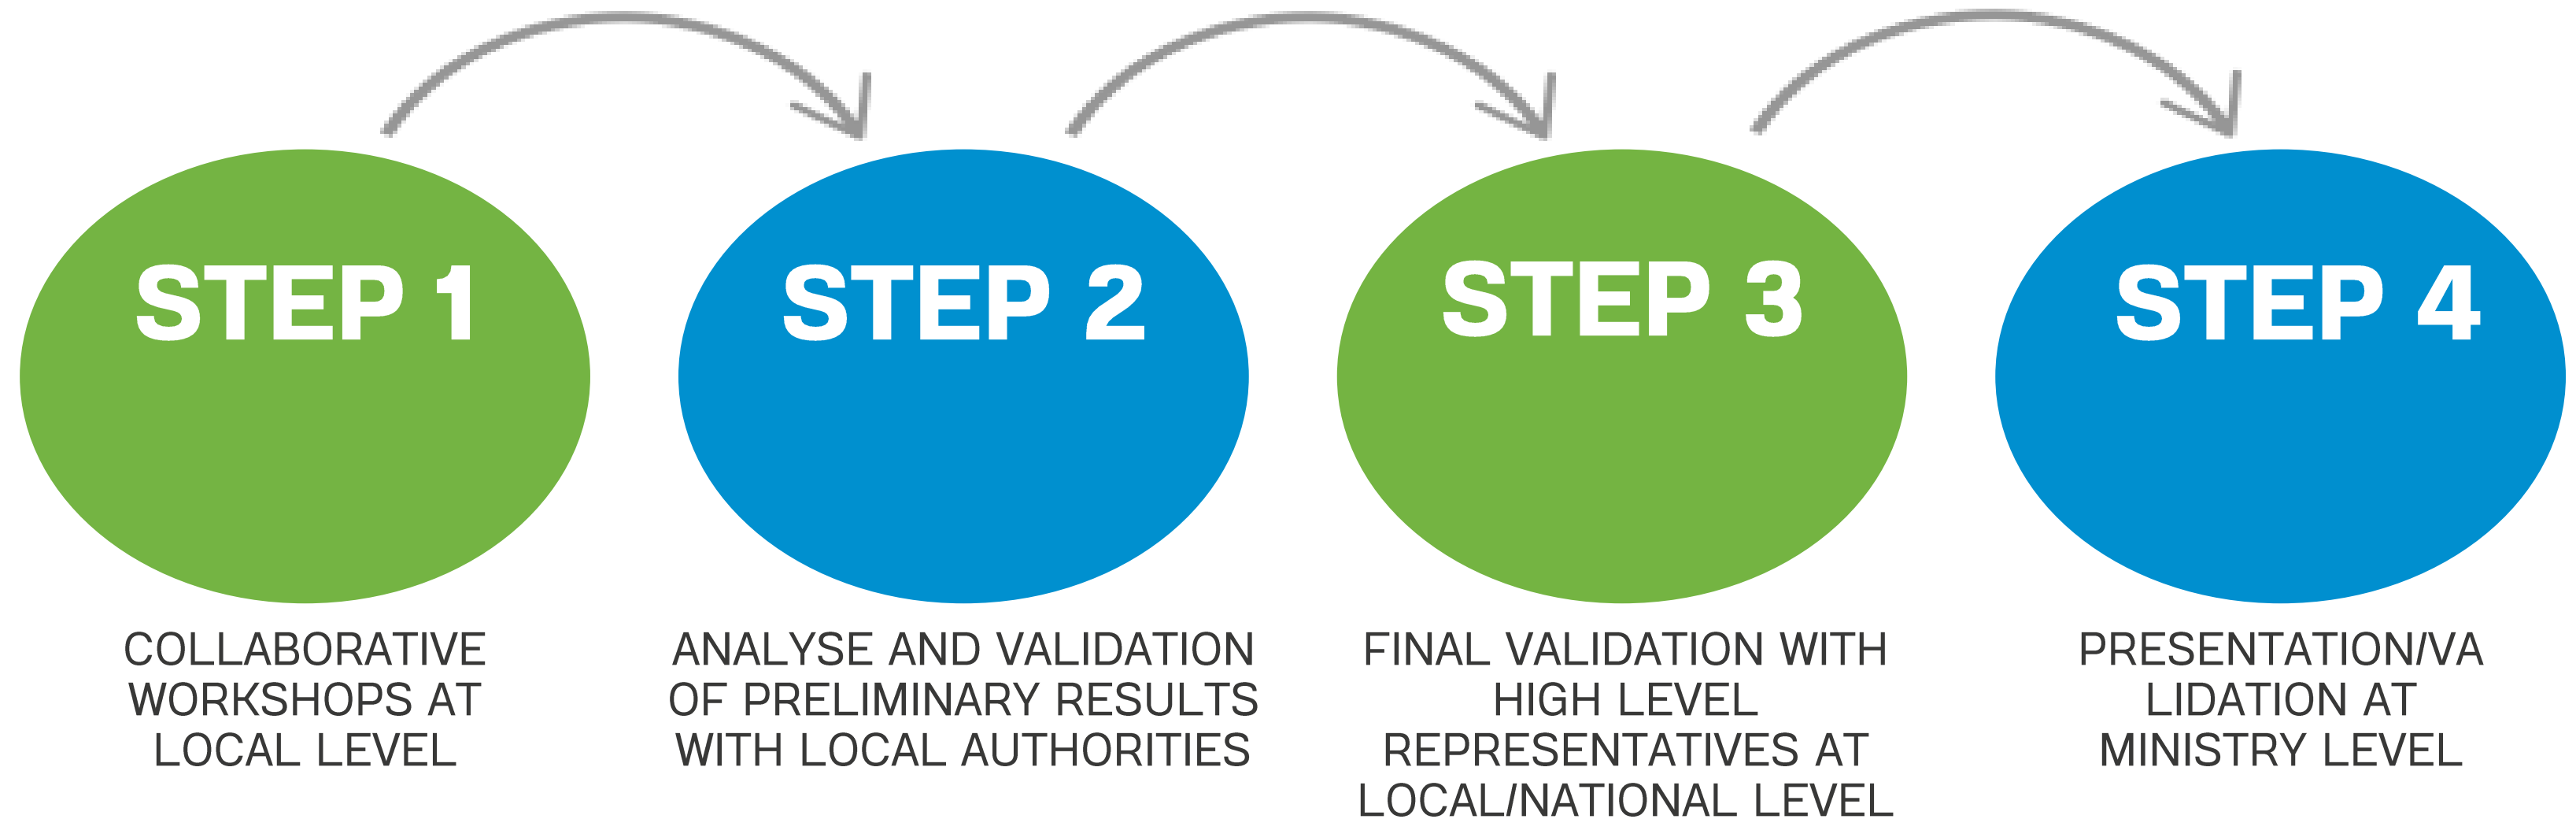 STEP 1
STEP 2
STEP 3
STEP 4
COLLABORATIVE
WORKSHOPS AT
LOCAL LEVEL
ANALYSE AND VALIDATION
OF PRELIMINARY RESULTS
WITH LOCAL AUTHORITIES
FINAL VALIDATION WITH
HIGH LEVEL
REPRESENTATIVES AT
LOCAL/NATIONAL LEVEL
PRESENTATION/VA
LIDATION AT
MINISTRY LEVEL